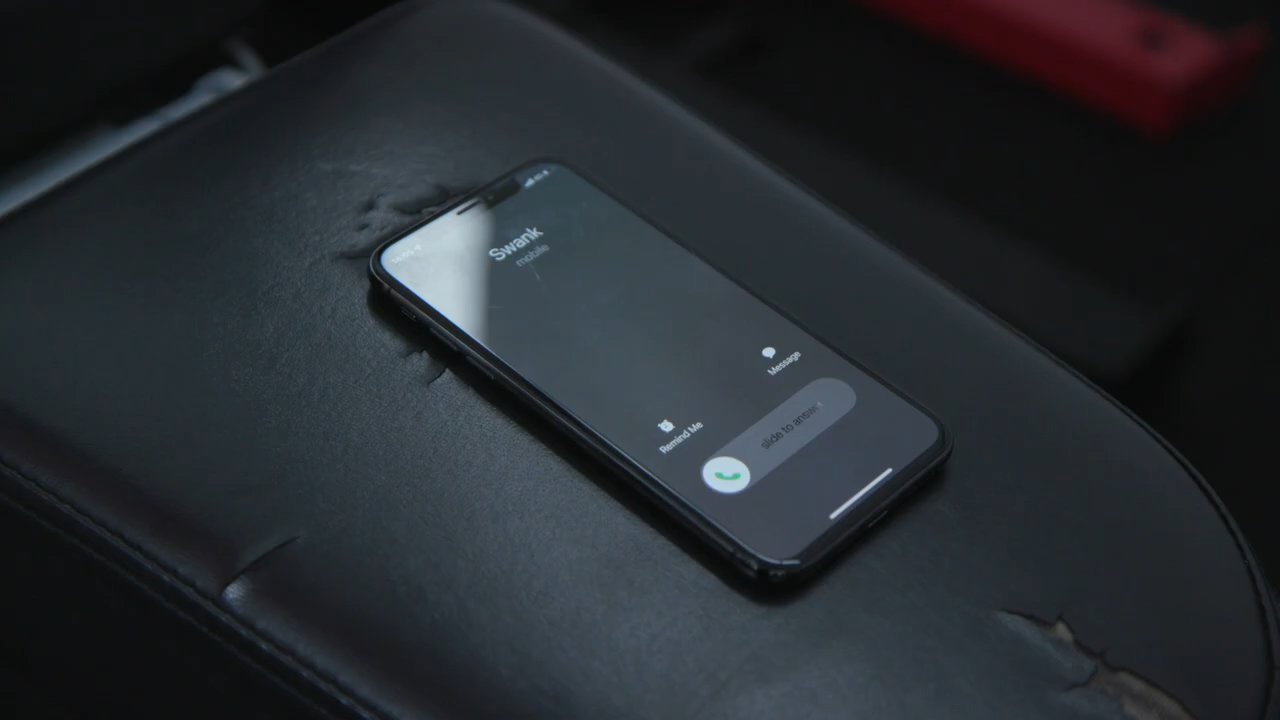 Swank
mobile
Message
Remind Me
slide to answer